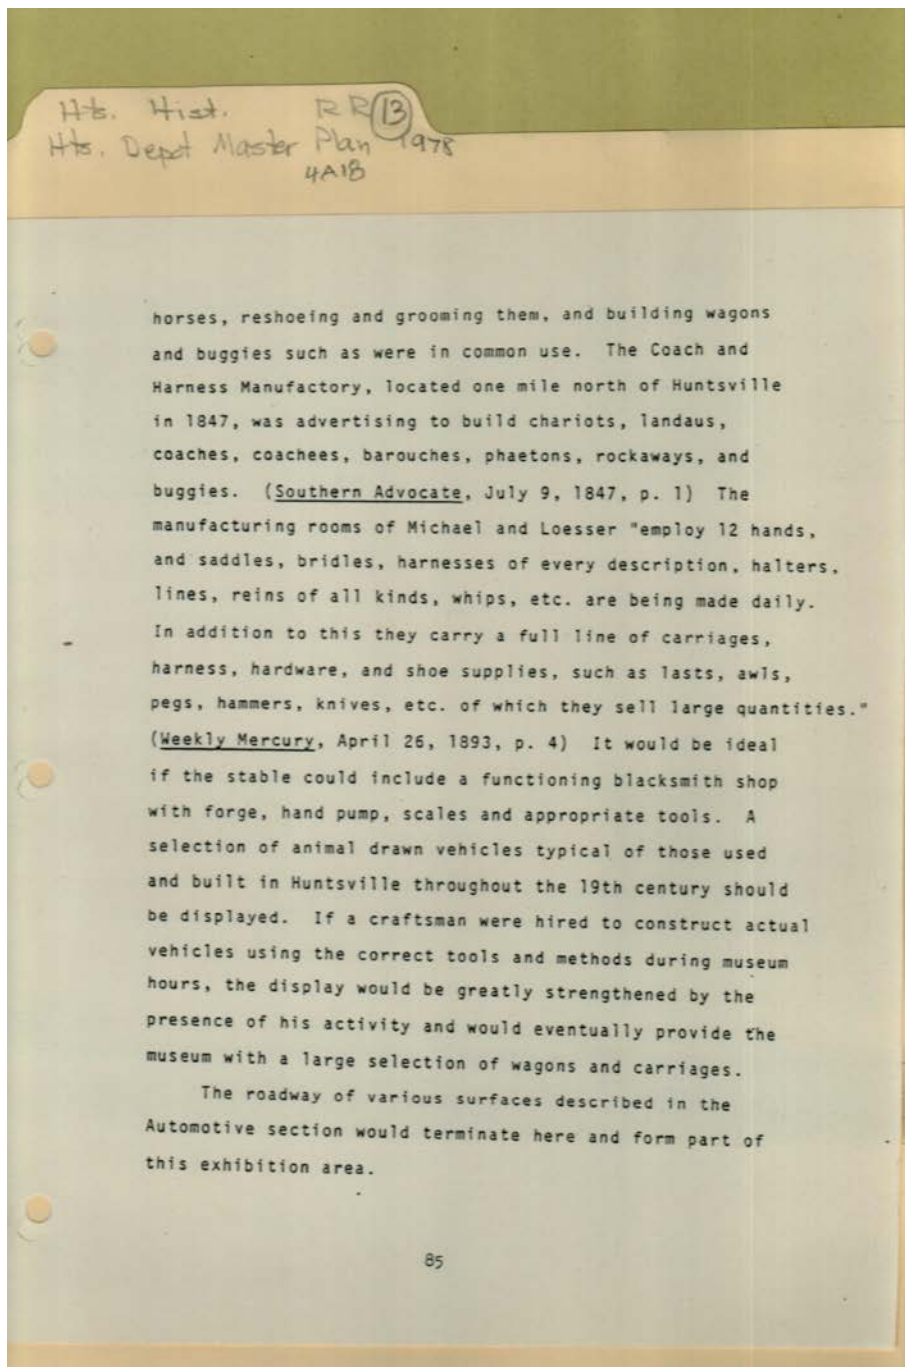 Hts. Hist. RR 13
Hts. Depot Master Plan 1978
4A18
horses, reshoeing and grooming them, and building wagons
and buggies such as were in common use. The Coach and
Harness Manufactory, located one mile north of Huntsville
in 1847, was advertising to build chariots, landaus,
coaches, coachees, barouches, phaetons, rockaways, and
buggies. (Southern Advocate, July 9, 1847, p. 1) The
manufacturing rooms of Michael and Loesser "employ 12 hands,
and saddles, bridles, harnesses of every description, halters,
lines, reins of all kinds, whips, etc. are being made daily.
In addition to this they carry a full line of carriages,
harness, hardware, and shoe supplies, such as lasts, awls,
pegs, hammers, knives, etc. of which they sell large quantities."
(Weekly Mercury, April 26, 1893, p. 4) It would be ideal
if the stable could include a functioning blacksmith shop
with forge, hand pump, scales and appropriate tools. A
selection of animal drawn vehicles typical of those used
and built in Huntsville throughout the 19th century should
be displayed. If a craftsman were hired to construct actual
vehicles using the correct tools and methods during museum
hours, the display would be greatly strengthened by the
presence of his activity and would eventually provide the
museum with a large selection of wagons and carriages.
The roadway of various surfaces described in the
Automotive section would terminate here and form part of
this exhibition area.
85